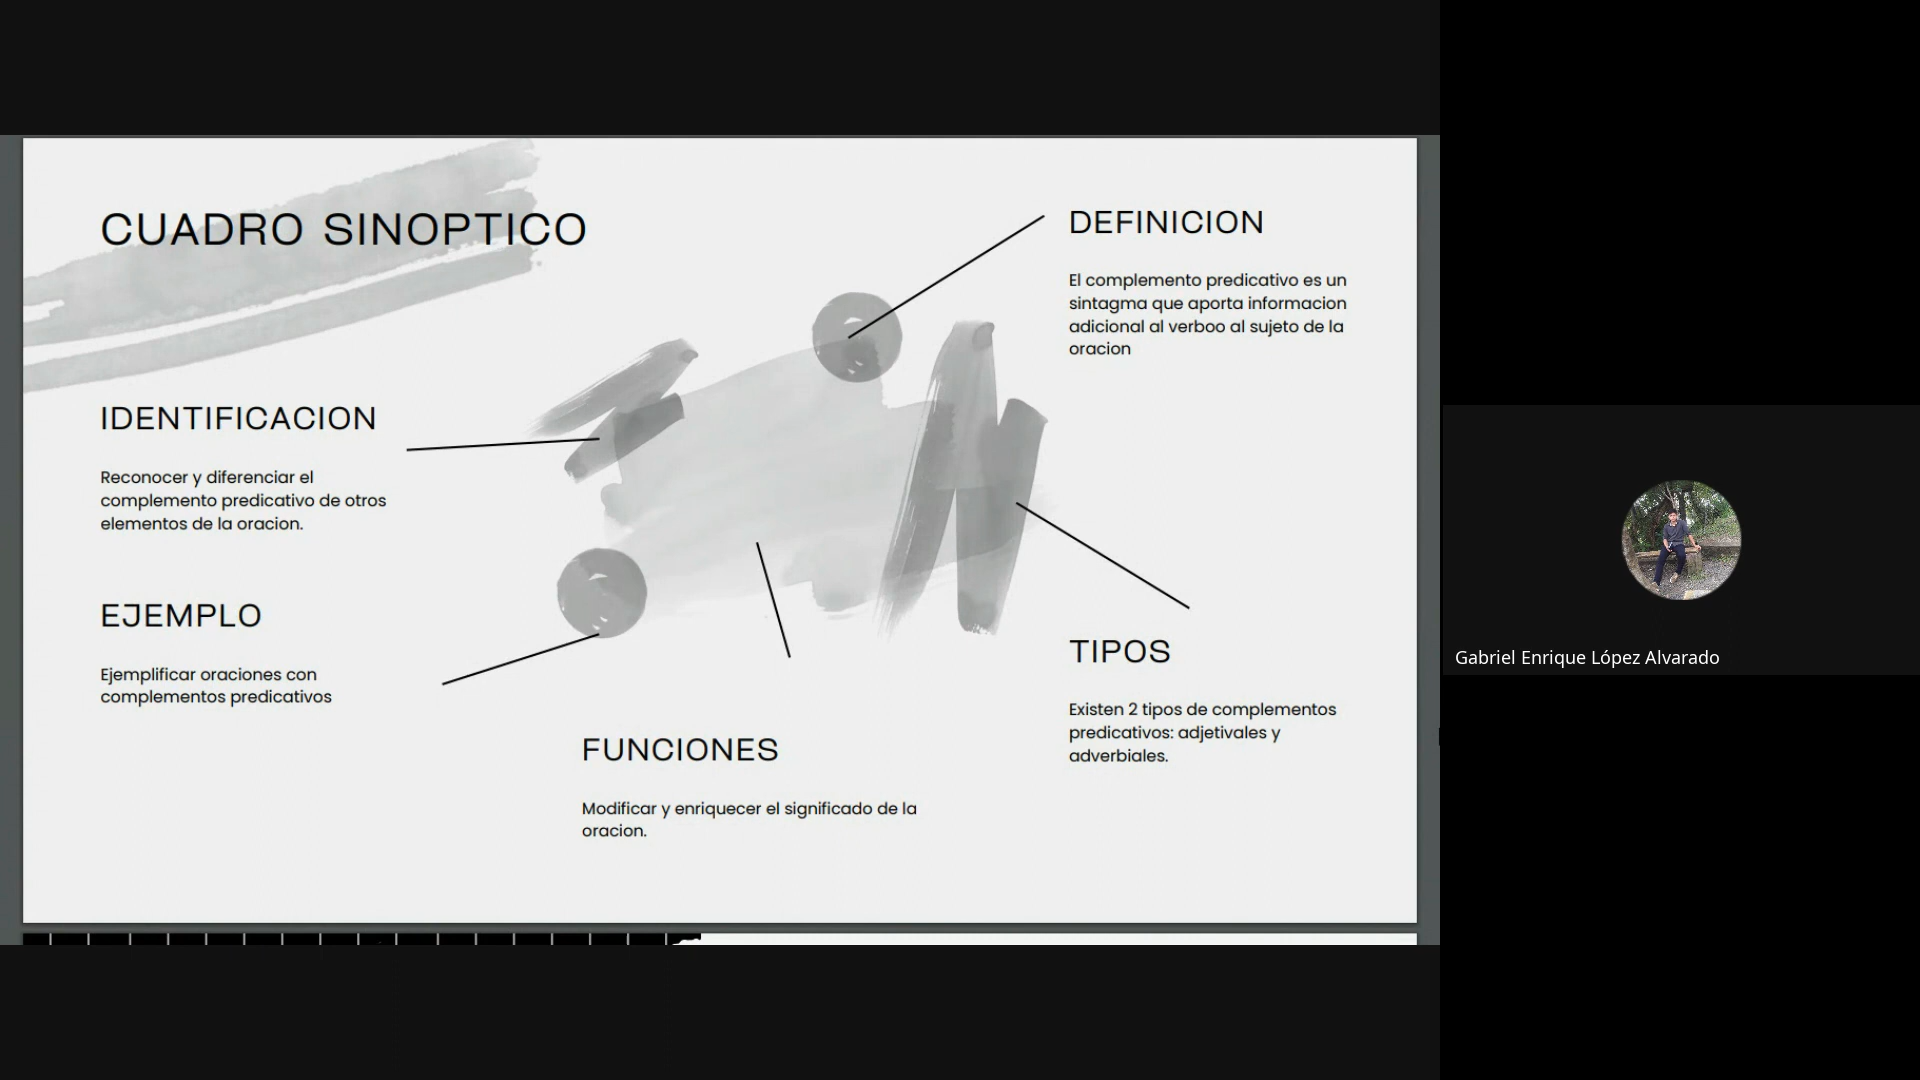 CUADRO SINOPTICO
DEFINICION
El complemento predicativo es un
sintagma que aporta informacion
adicional al verboo al sujeto de la
oracion
IDENTIFICACION
Reconocer y diferenciar el
complemento predicativo de otros
elementos de la oracion.
EJEMPLO
Ejemplificar oraciones con
complementos predicativos
FUNCIONES
Modificar y enriquecer el significado de la
oracion.
TIPOS
Existen 2 tipos de complementos
predicativos: adjetivales y
adverbiales.
Gabriel Enrique López Alvarado